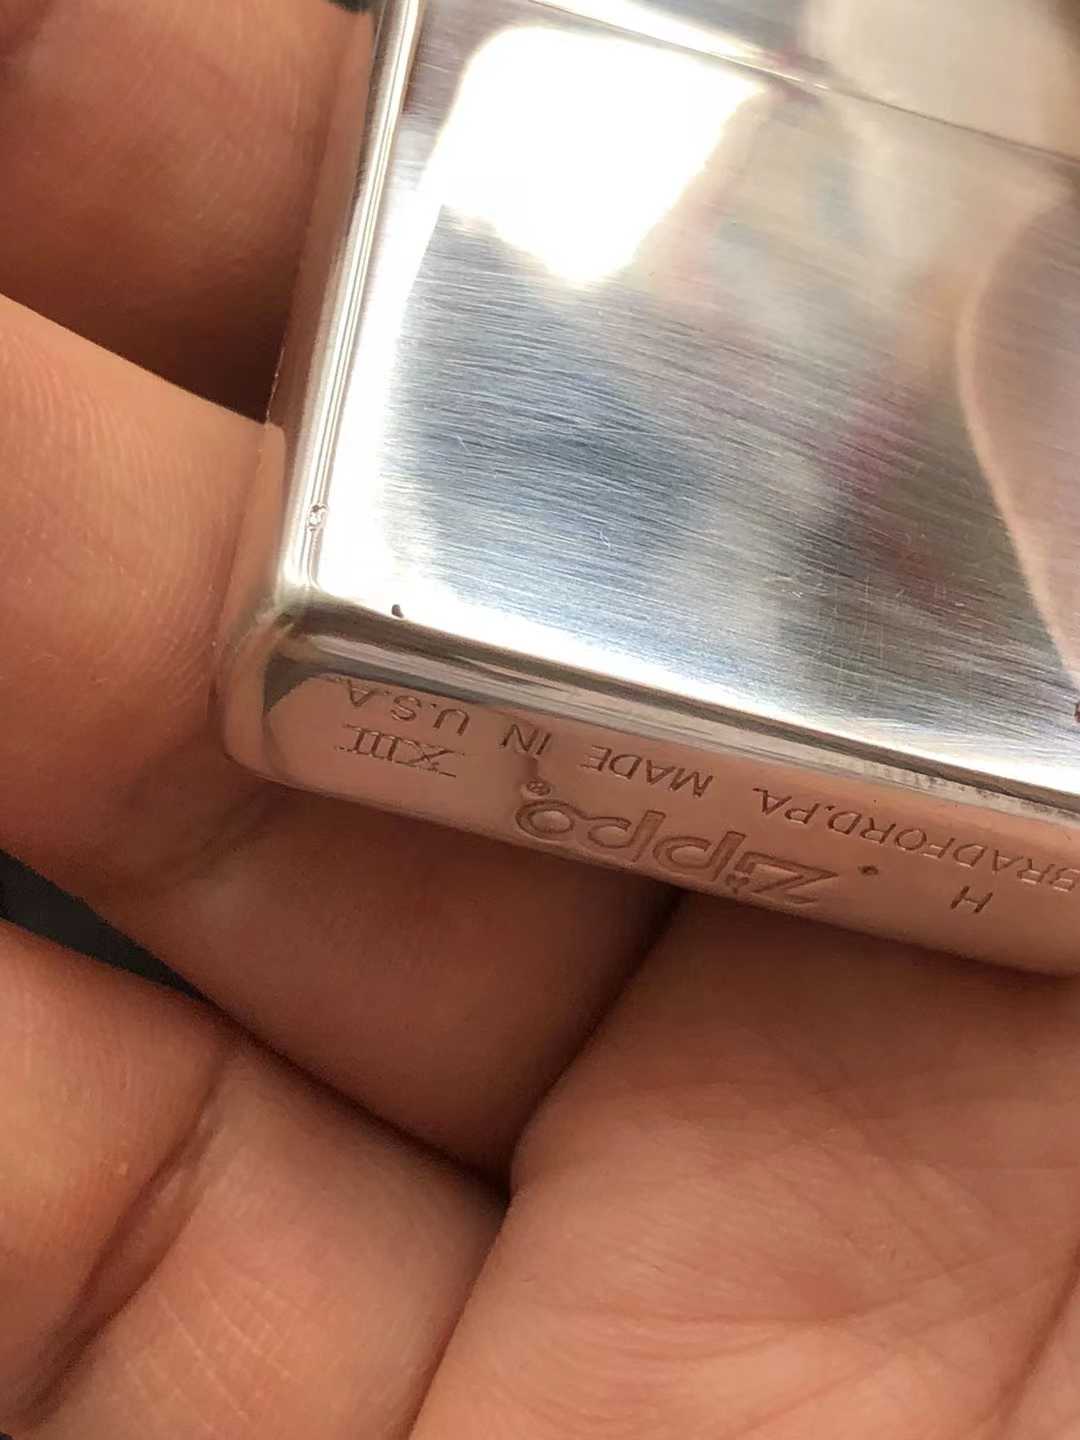 BRADFORD,PA. MADE IN U.S.A.
H Zippo® XIII